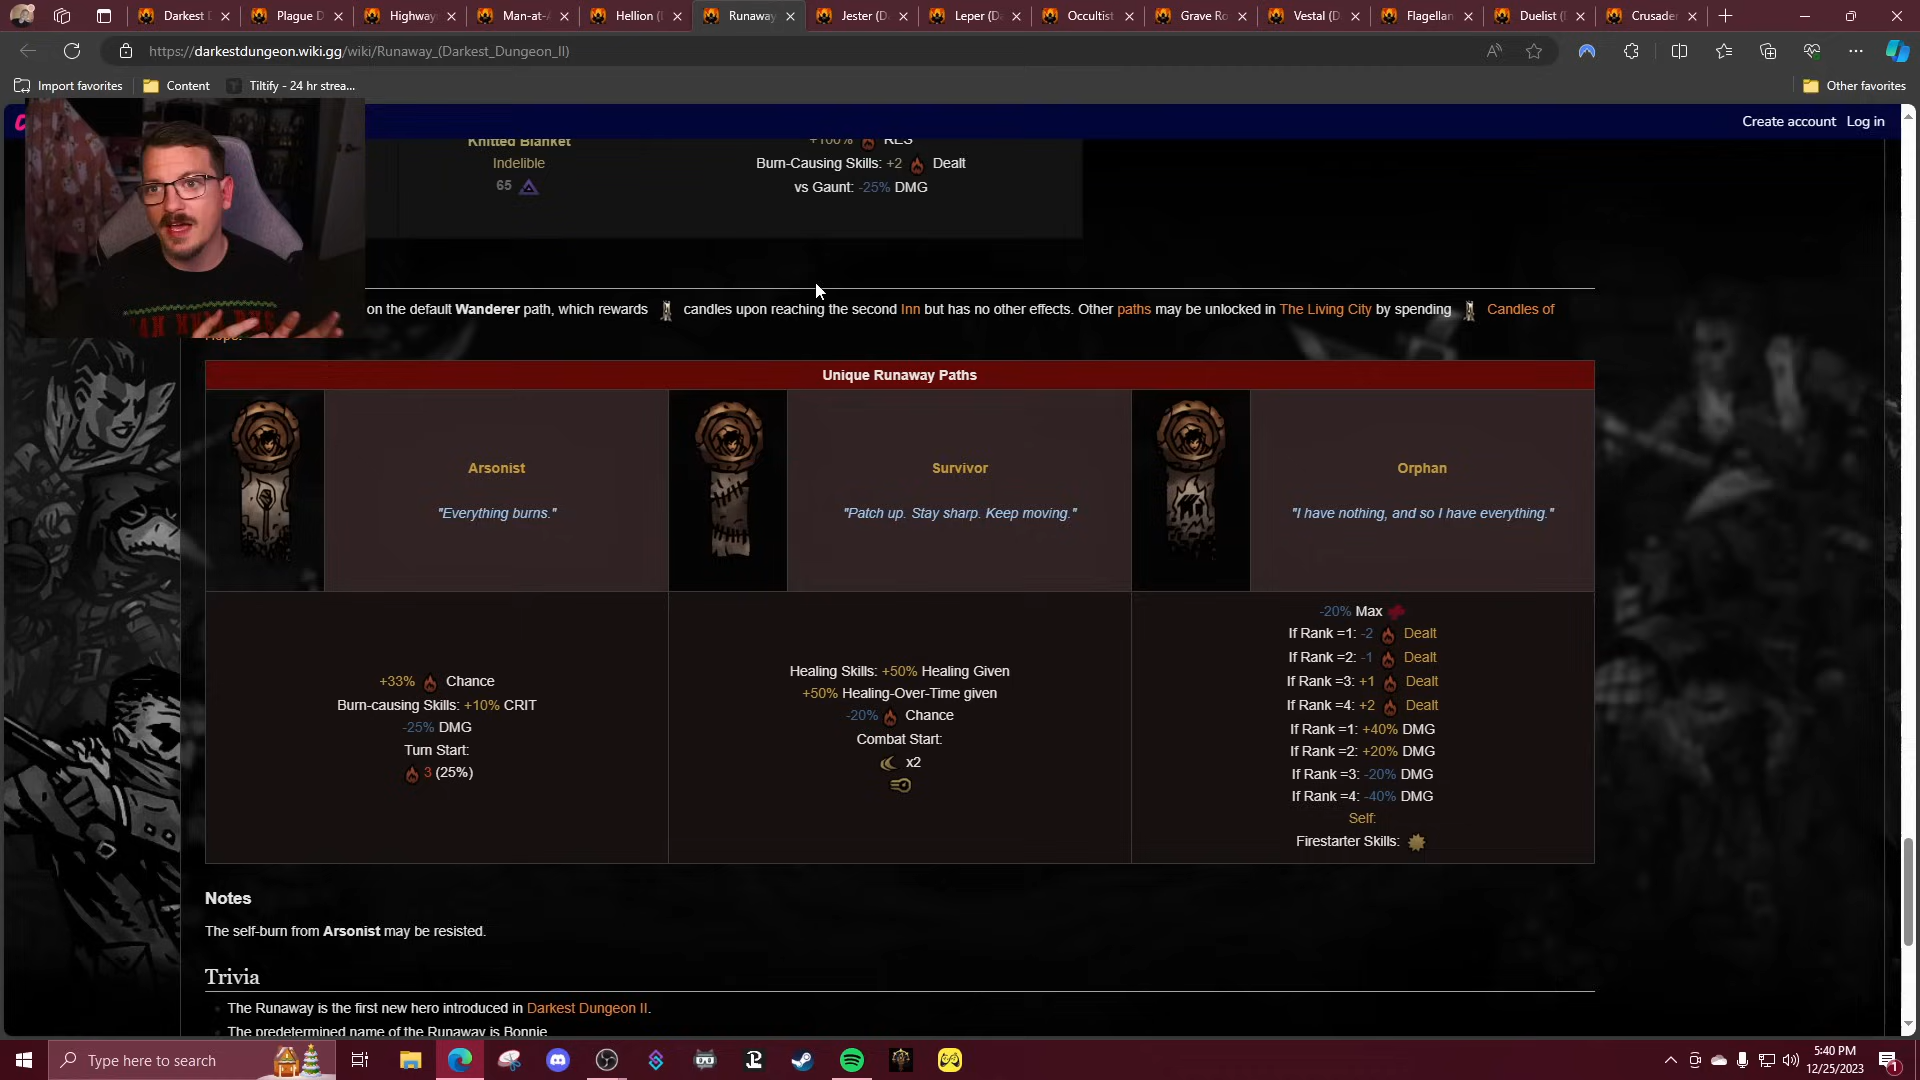 Darkest
Plague D
Highway
Man-at-
Hellion (
Runaway
Jester (D
Leper (D
Occultist
Grave Ro
Vestal (D
Flagellan
Duelist (
Crusader
https://darkestdungeon.wiki.gg/wiki/Runaway_(Darkest_Dungeon_II)
Import favorites
Content
Tiltify - 24 hr strea...
Other favorites
Create account Log in
Knitted Blanket
Indelible
65
+100% RES
Burn-Causing Skills: +2 Dealt
vs Gaunt: -25% DMG
on the default Wanderer path, which rewards candles upon reaching the second Inn but has no other effects. Other paths may be unlocked in The Living City by spending Candles of
Hope.
Unique Runaway Paths
Arsonist
"Everything burns."
Survivor
"Patch up. Stay sharp. Keep moving."
Orphan
"I have nothing, and so I have everything."
+33% Chance
Burn-causing Skills: +10% CRIT
-25% DMG
Turn Start:
3 (25%)
Healing Skills: +50% Healing Given
+50% Healing-Over-Time given
-20% Chance
Combat Start:
x2
-20% Max
If Rank =1: -2 Dealt
If Rank =2: -1 Dealt
If Rank =3: +1 Dealt
If Rank =4: +2 Dealt
If Rank =1: +40% DMG
If Rank =2: +20% DMG
If Rank =3: -20% DMG
If Rank =4: -40% DMG
Self:
Firestarter Skills:
Notes
The self-burn from Arsonist may be resisted.
Trivia
The Runaway is the first new hero introduced in Darkest Dungeon II.
The predetermined name of the Runaway is Bonnie
Type here to search
5:40 PM
12/25/2023
1